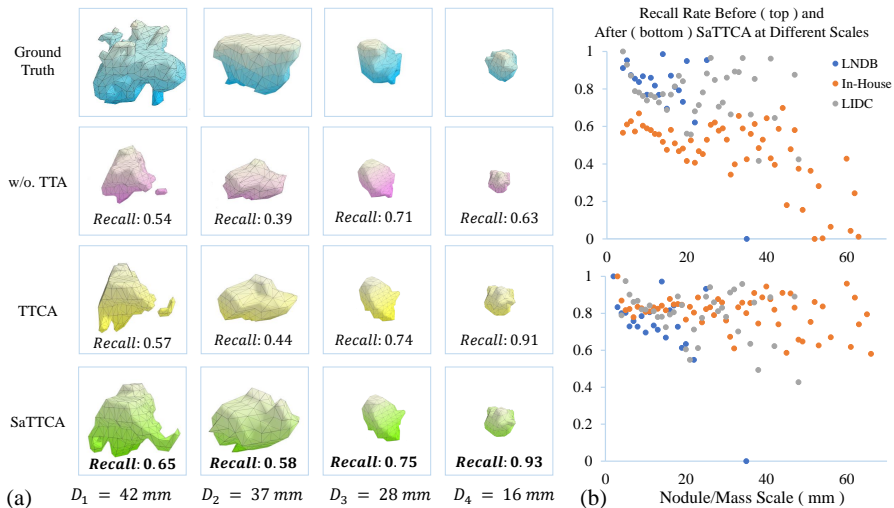 Ground
Truth
w/o. TTA
Recall: 0.54
Recall: 0.39
Recall: 0.71
Recall: 0.63
TTCA
Recall: 0.57
Recall: 0.44
Recall: 0.74
Recall: 0.91
SaTTCA
Recall: 0.65
Recall: 0.58
Recall: 0.75
Recall: 0.93
(a)
D₁ = 42 mm
D₂ = 37 mm
D₃ = 28 mm
D₄ = 16 mm
Recall Rate Before ( top ) and
After ( bottom ) SaTTCA at Different Scales
LNDB
In-House
LIDC
1
0.8
0.6
0.4
0.2
0
0 20 40 60
1
0.8
0.6
0.4
0.2
0
0 20 40 60
(b)
Nodule/Mass Scale ( mm )